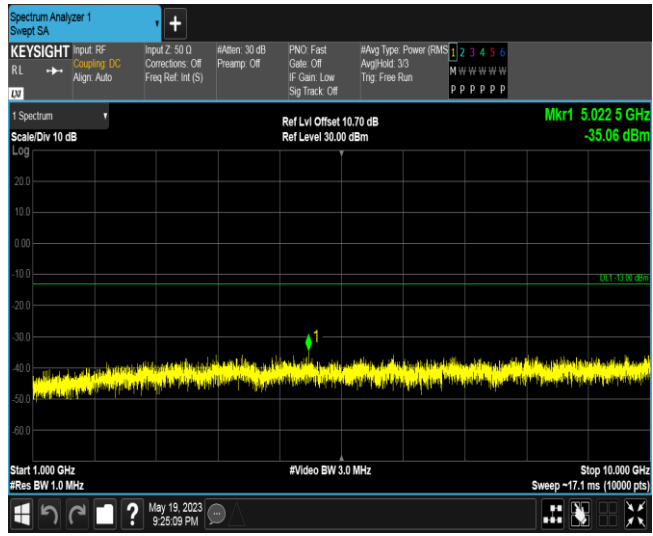 Spectrum Analyzer 1
Swept SA
+
KEYSIGHT
RL
LXI
Input: RF
Coupling: DC
Align: Auto
Input Z: 50 Ω
Corrections: Off
Freq Ref: Int (S)
#Atten: 30 dB
Preamp: Off
PNO: Fast
Gate: Off
IF Gain: Low
Sig Track: Off
#Avg Type: Power (RMS
Avg|Hold: 3/3
Trig: Free Run
1 2 3 4 5 6
M W W W W W
P P P P P P
1 Spectrum
Scale/Div 10 dB
Log
Ref Lvl Offset 10.70 dB
Ref Level 30.00 dBm
Mkr1 5.022 5 GHz
-35.06 dBm
20.0
10.0
0.00
-10.0
DL1 -13.00 dBm
-20.0
-30.0
1
-40.0
-50.0
-60.0
Start 1.000 GHz
#Res BW 1.0 MHz
#Video BW 3.0 MHz
Stop 10.000 GHz
Sweep ~17.1 ms (10000 pts)
?
May 19, 2023
9:25:09 PM